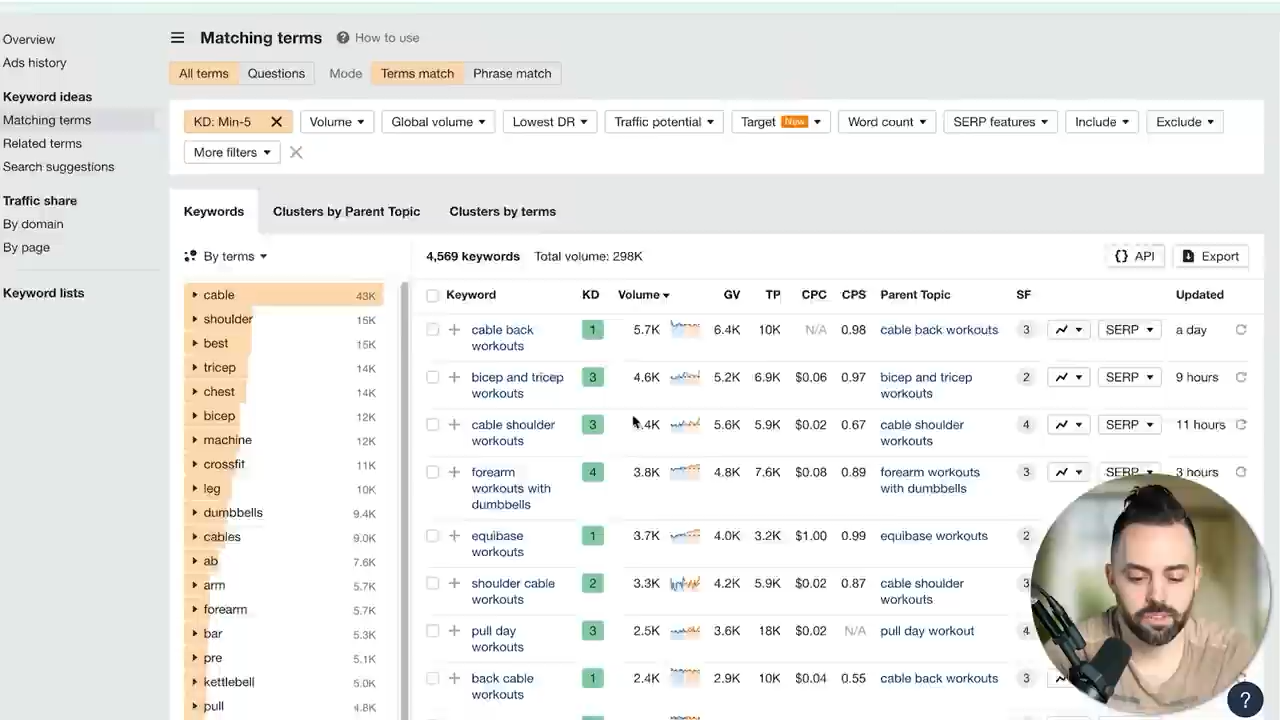 Overview
Ads history
Keyword ideas
Matching terms
Related terms
Search suggestions
Traffic share
By domain
By page
Keyword lists
Matching terms ? How to use
All terms Questions Mode Terms match Phrase match
KD: Min-5 Volume Global volume Lowest DR Traffic potential Target New Word count SERP features Include Exclude
More filters
Keywords Clusters by Parent Topic Clusters by terms
By terms
cable 43K
shoulder 15K
best 15K
tricep 14K
chest 14K
bicep 12K
machine 12K
crossfit 11K
leg 10K
dumbbells 9.4K
cables 9.0K
ab 7.6K
arm 5.7K
forearm 5.7K
bar 5.3K
pre 5.1K
kettlebell 5.0K
pull 4.8K
4,569 keywords Total volume: 298K {} API Export
Keyword KD Volume GV TP CPC CPS Parent Topic SF Updated
cable back workouts 1 5.7K 6.4K 10K N/A 0.98 cable back workouts 3 SERP a day
bicep and tricep workouts 3 4.6K 5.2K 6.9K $0.06 0.97 bicep and tricep workouts 2 SERP 9 hours
cable shoulder workouts 3 .4K 5.6K 5.9K $0.02 0.67 cable shoulder workouts 4 SERP 11 hours
forearm workouts with dumbbells 4 3.8K 4.8K 7.6K $0.08 0.89 forearm workouts with dumbbells 3 SERP 3 hours
equibase workouts 1 3.7K 4.0K 3.2K $1.00 0.99 equibase workouts 2
shoulder cable workouts 2 3.3K 4.2K 5.9K $0.02 0.87 cable shoulder workouts 3
pull day workouts 3 2.5K 3.6K 18K $0.02 N/A pull day workout 4
back cable workouts 1 2.4K 2.9K 10K $0.04 0.55 cable back workouts 3
?